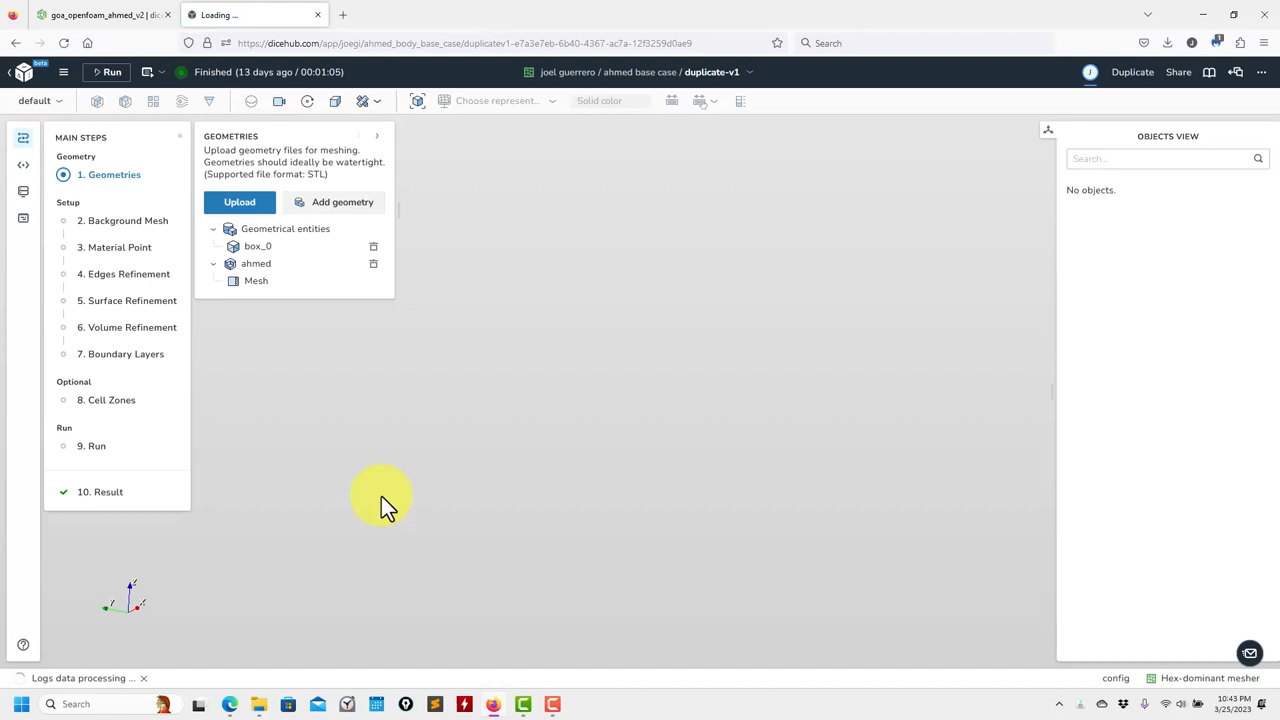 goa_openfoam_ahmed_v2 | dice
Loading ...
https://dicehub.com/app/joegi/ahmed_body_base_case/duplicatev1-e7a3e7eb-6b40-4367-ac7a-12f3259d0ae9
Search
beta
Run
Finished (13 days ago / 00:01:05)
joel guerrero / ahmed base case / duplicate-v1
J
Duplicate
Share
default
Choose represent...
Solid color
MAIN STEPS
Geometry
1. Geometries
Setup
2. Background Mesh
3. Material Point
4. Edges Refinement
5. Surface Refinement
6. Volume Refinement
7. Boundary Layers
Optional
8. Cell Zones
Run
9. Run
10. Result
GEOMETRIES
Upload geometry files for meshing.
Geometries should ideally be watertight.
(Supported file format: STL)
Upload
Add geometry
Geometrical entities
box_0
ahmed
Mesh
OBJECTS VIEW
Search...
No objects.
Z
Y
X
Logs data processing ...
config
Hex-dominant mesher
Search
10:43 PM
3/25/2023